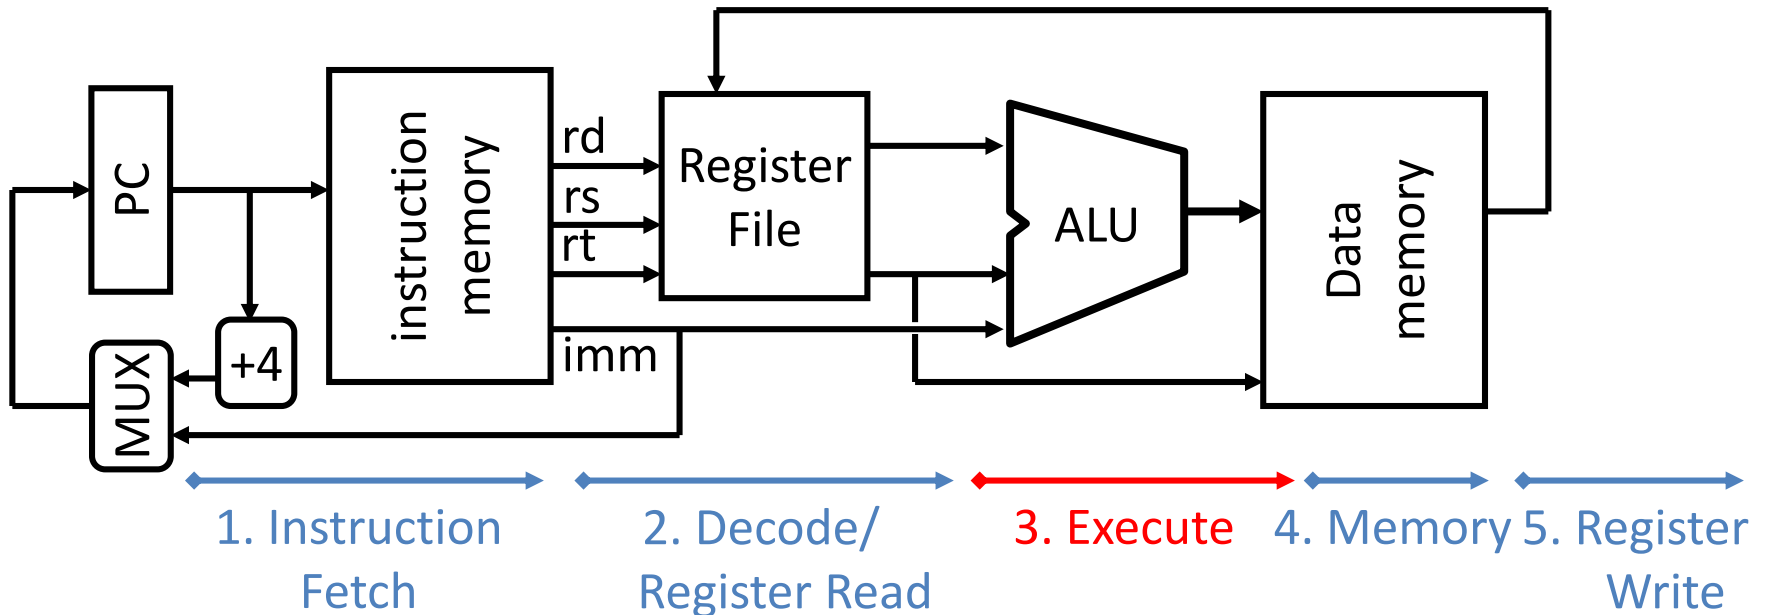 PC
+4
MUX
instruction
memory
rd
rs
rt
imm
Register
File
ALU
Data
memory
1. Instruction
Fetch
2. Decode/
Register Read
3. Execute
4. Memory
5. Register
Write